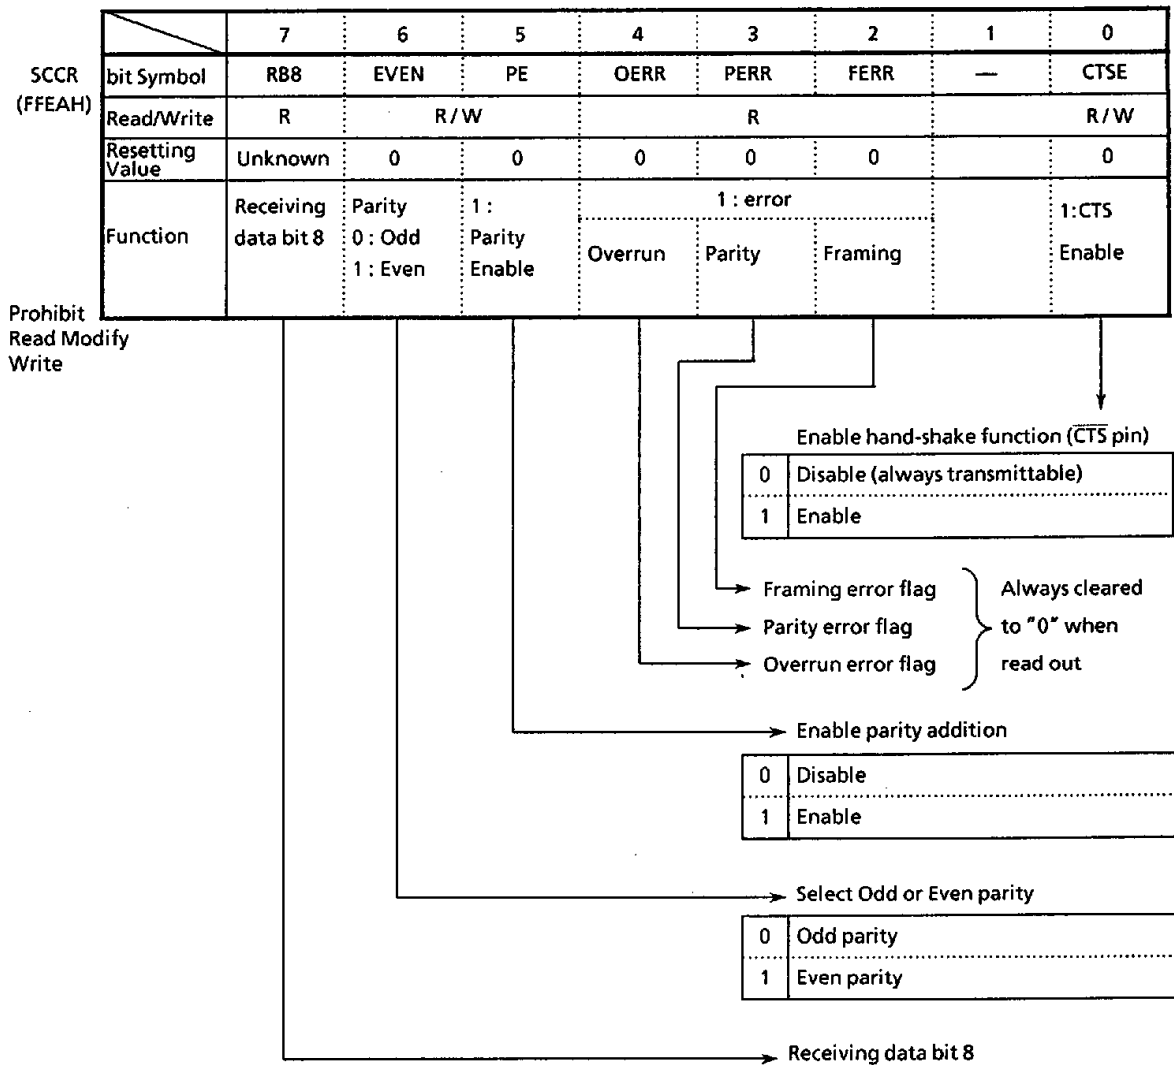 7 6 5 4 3 2 1 0
SCCR
(FFEAH)
bit Symbol RB8 EVEN PE OERR PERR FERR — CTSE
Read/Write R R/W R R/W
Resetting
Value
Unknown 0 0 0 0 0 0
Function
Receiving
data bit 8
Parity
0 : Odd
1 : Even
1 :
Parity
Enable
1 : error
Overrun Parity Framing
1:CTS
Enable
Prohibit
Read Modify
Write
Enable hand-shake function (C̅T̅S̅ pin)
0 Disable (always transmittable)
1 Enable
Framing error flag
Parity error flag
Overrun error flag
Always cleared
to "0" when
read out
Enable parity addition
0 Disable
1 Enable
Select Odd or Even parity
0 Odd parity
1 Even parity
Receiving data bit 8